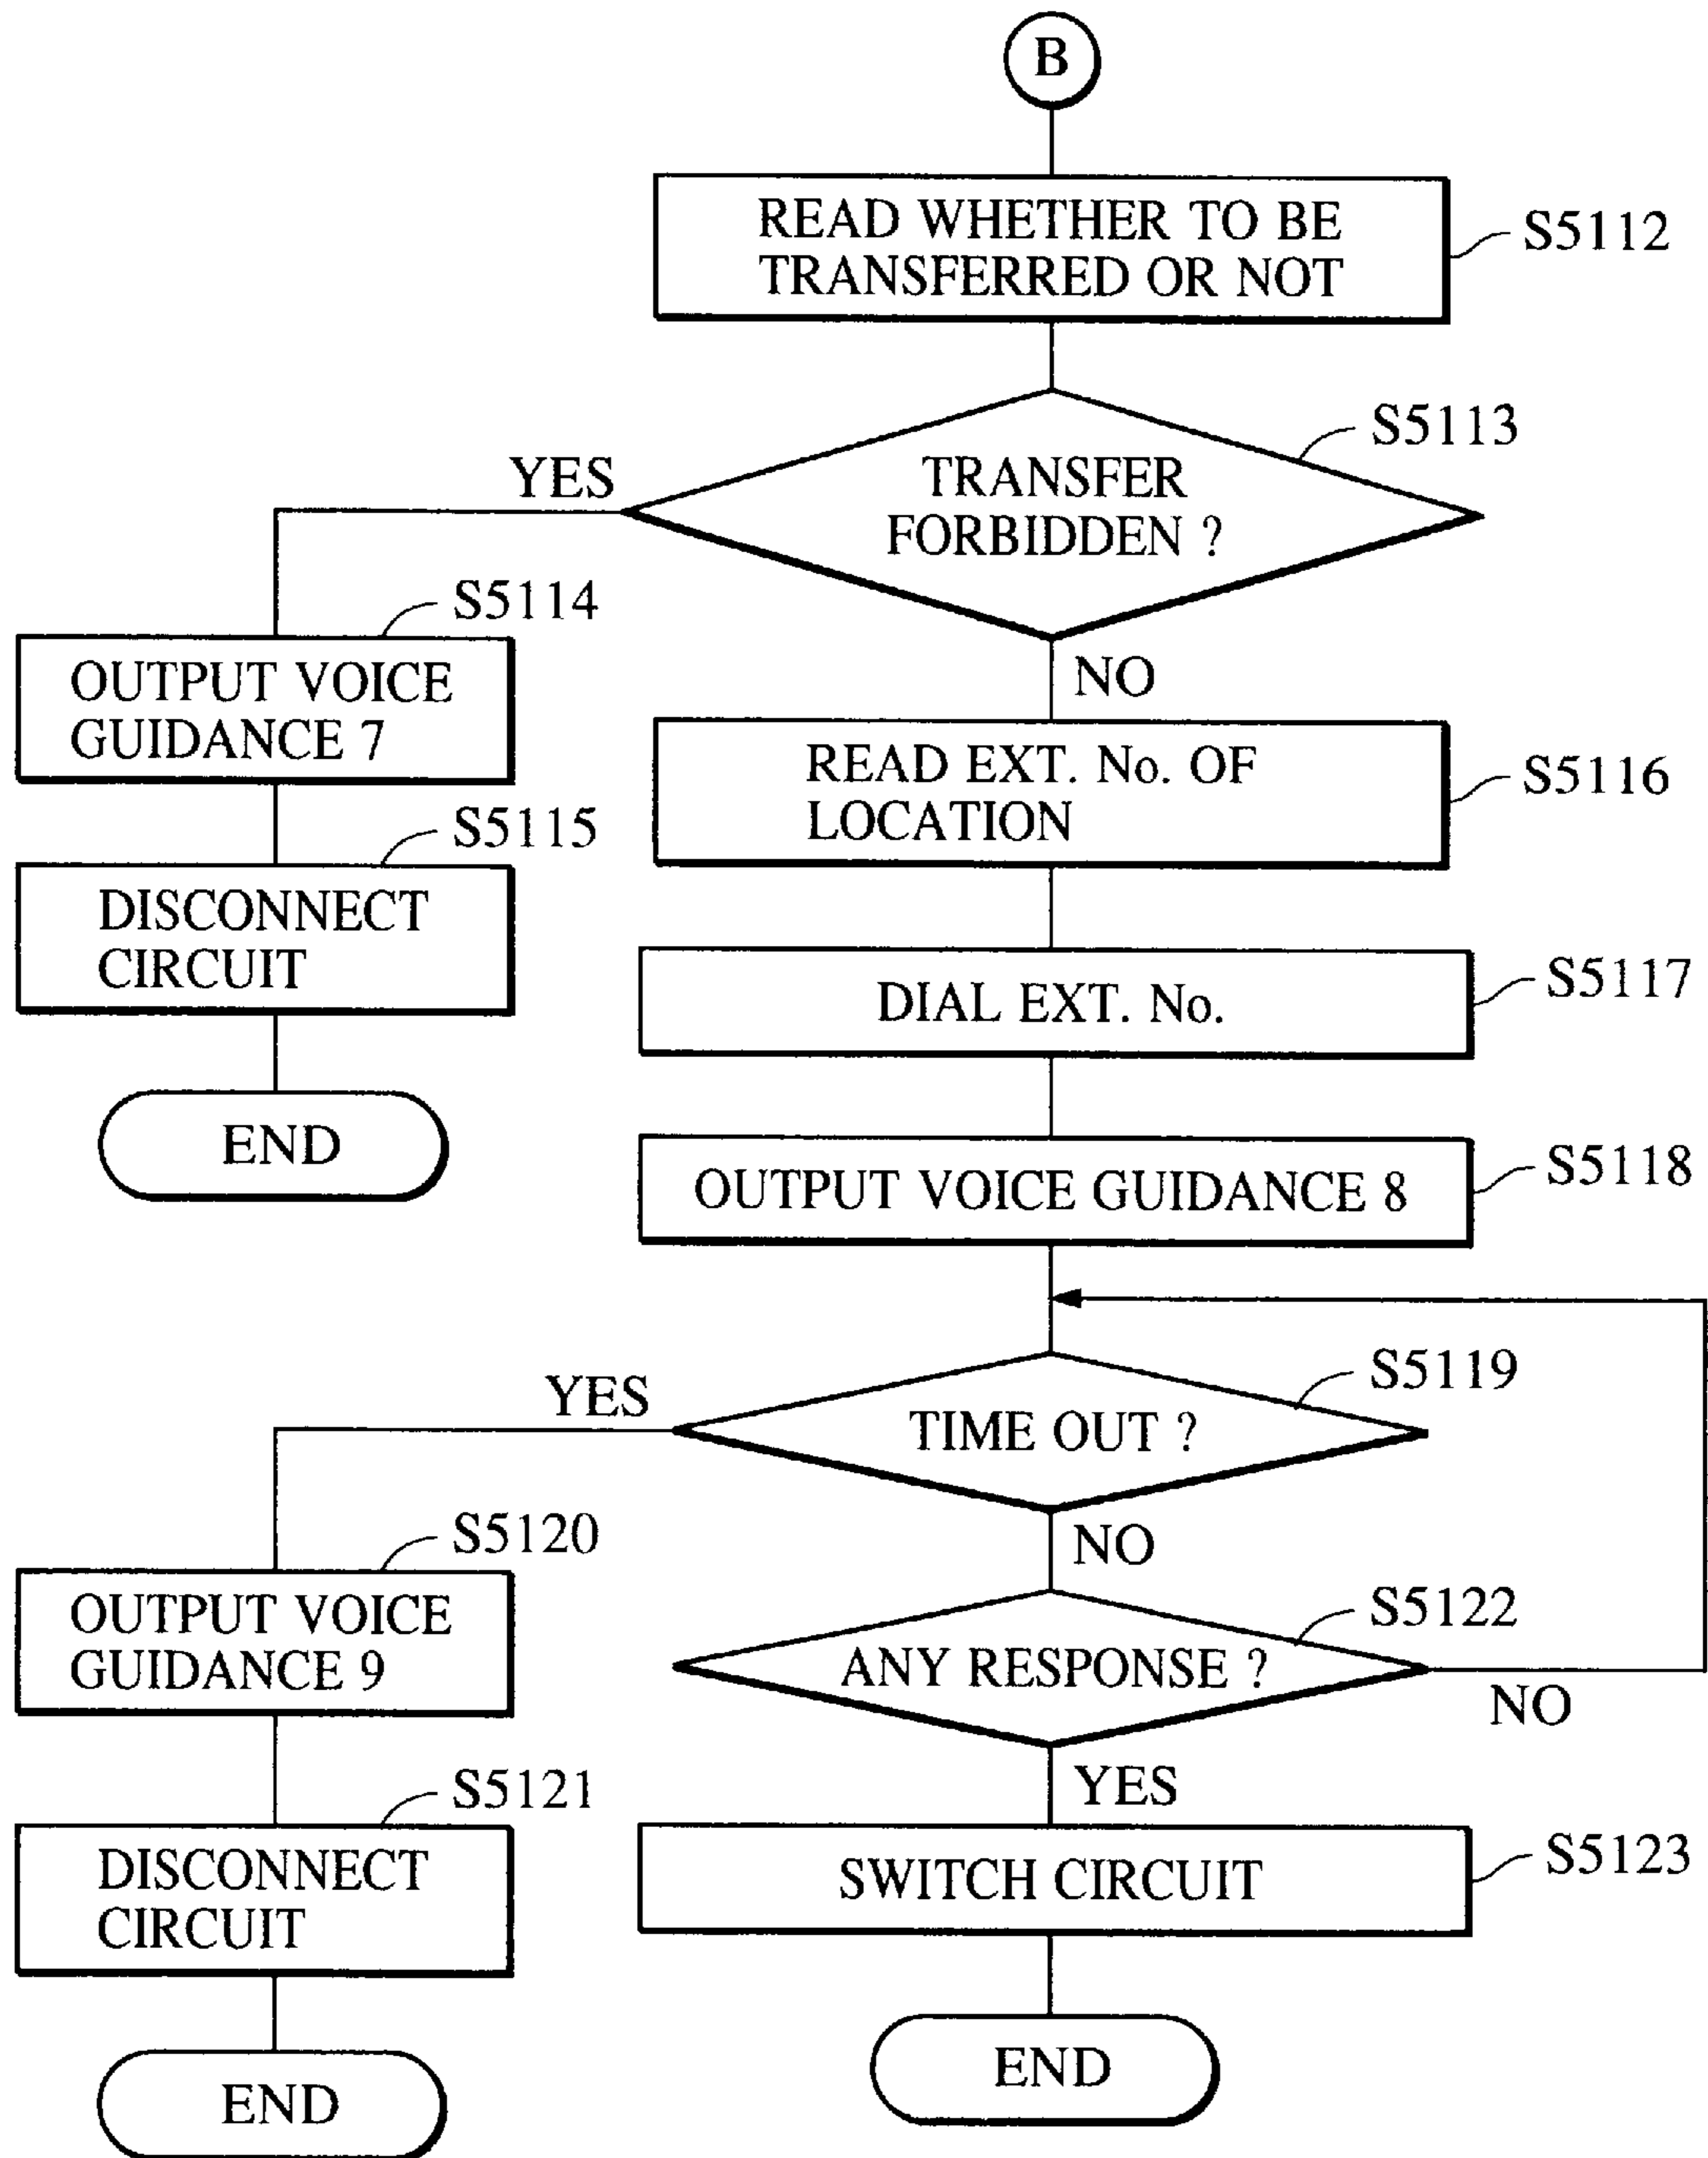 B
READ WHETHER TO BE
TRANSFERRED OR NOT
S5112
TRANSFER
FORBIDDEN ?
S5113
YES
NO
S5114
OUTPUT VOICE
GUIDANCE 7
S5115
DISCONNECT
CIRCUIT
END
READ EXT. No. OF
LOCATION
S5116
DIAL EXT. No.
S5117
OUTPUT VOICE GUIDANCE 8
S5118
TIME OUT ?
S5119
YES
NO
S5120
OUTPUT VOICE
GUIDANCE 9
S5121
DISCONNECT
CIRCUIT
END
ANY RESPONSE ?
S5122
NO
YES
SWITCH CIRCUIT
S5123
END